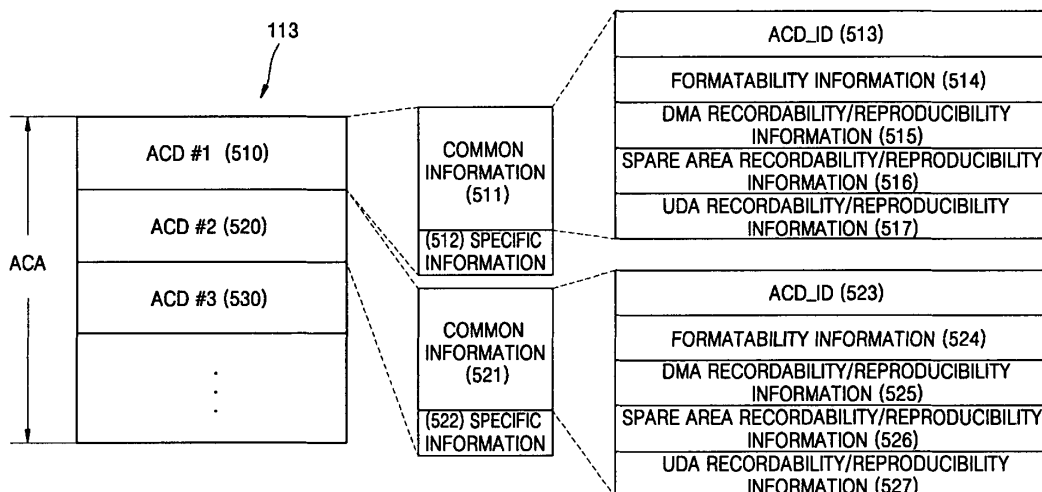 113
ACA
ACD #1 (510)
ACD #2 (520)
ACD #3 (530)
COMMON
INFORMATION
(511)
(512) SPECIFIC
INFORMATION
ACD_ID (513)
FORMATABILITY INFORMATION (514)
DMA RECORDABILITY/REPRODUCIBILITY
INFORMATION (515)
SPARE AREA RECORDABILITY/REPRODUCIBILITY
INFORMATION (516)
UDA RECORDABILITY/REPRODUCIBILITY
INFORMATION (517)
COMMON
INFORMATION
(521)
(522) SPECIFIC
INFORMATION
ACD_ID (523)
FORMATABILITY INFORMATION (524)
DMA RECORDABILITY/REPRODUCIBILITY
INFORMATION (525)
SPARE AREA RECORDABILITY/REPRODUCIBILITY
INFORMATION (526)
UDA RECORDABILITY/REPRODUCIBILITY
INFORMATION (527)